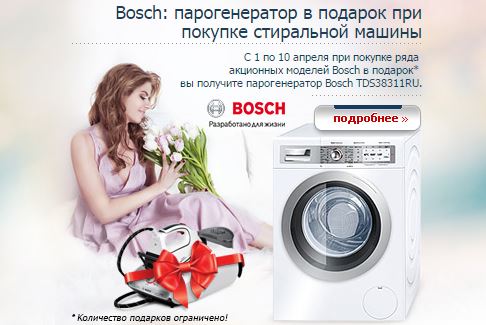 Bosch: парогенератор в подарок при
покупке стиральной машины
С 1 по 10 апреля при покупке ряда
акционных моделей Bosch в подарок*
вы получите парогенератор Bosch TDS38311RU.
BOSCH
Разработано для жизни
подробнее »
* Количество подарков ограничено!